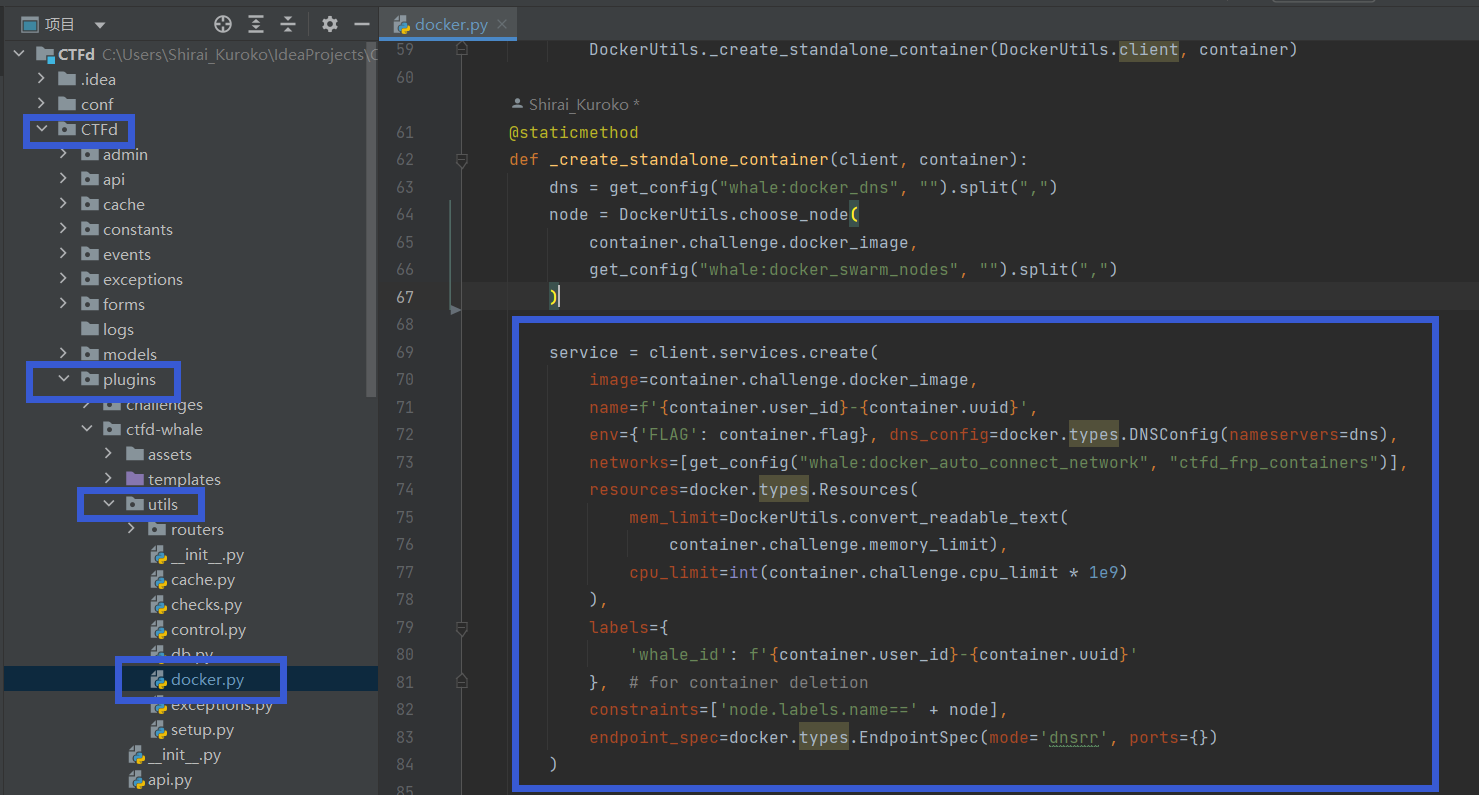 项目
docker.py
CTFd C:\Users\Shirai_Kuroko\IdeaProjects\C
.idea
conf
CTFd
admin
api
cache
constants
events
exceptions
forms
logs
models
plugins
challenges
ctfd-whale
assets
templates
utils
routers
__init__.py
cache.py
checks.py
control.py
db.py
docker.py
exceptions.py
setup.py
__init__.py
api.py
59 DockerUtils._create_standalone_container(DockerUtils.client, container)
60
Shirai_Kuroko *
61 @staticmethod
62 def _create_standalone_container(client, container):
63 dns = get_config("whale:docker_dns", "").split(",")
64 node = DockerUtils.choose_node(
65 container.challenge.docker_image,
66 get_config("whale:docker_swarm_nodes", "").split(",")
67 )
68
69 service = client.services.create(
70 image=container.challenge.docker_image,
71 name=f'{container.user_id}-{container.uuid}',
72 env={'FLAG': container.flag}, dns_config=docker.types.DNSConfig(nameservers=dns),
73 networks=[get_config("whale:docker_auto_connect_network", "ctfd_frp_containers")],
74 resources=docker.types.Resources(
75 mem_limit=DockerUtils.convert_readable_text(
76 container.challenge.memory_limit),
77 cpu_limit=int(container.challenge.cpu_limit * 1e9)
78 ),
79 labels={
80 'whale_id': f'{container.user_id}-{container.uuid}'
81 }, # for container deletion
82 constraints=['node.labels.name==' + node],
83 endpoint_spec=docker.types.EndpointSpec(mode='dnsrr', ports={})
84 )
85